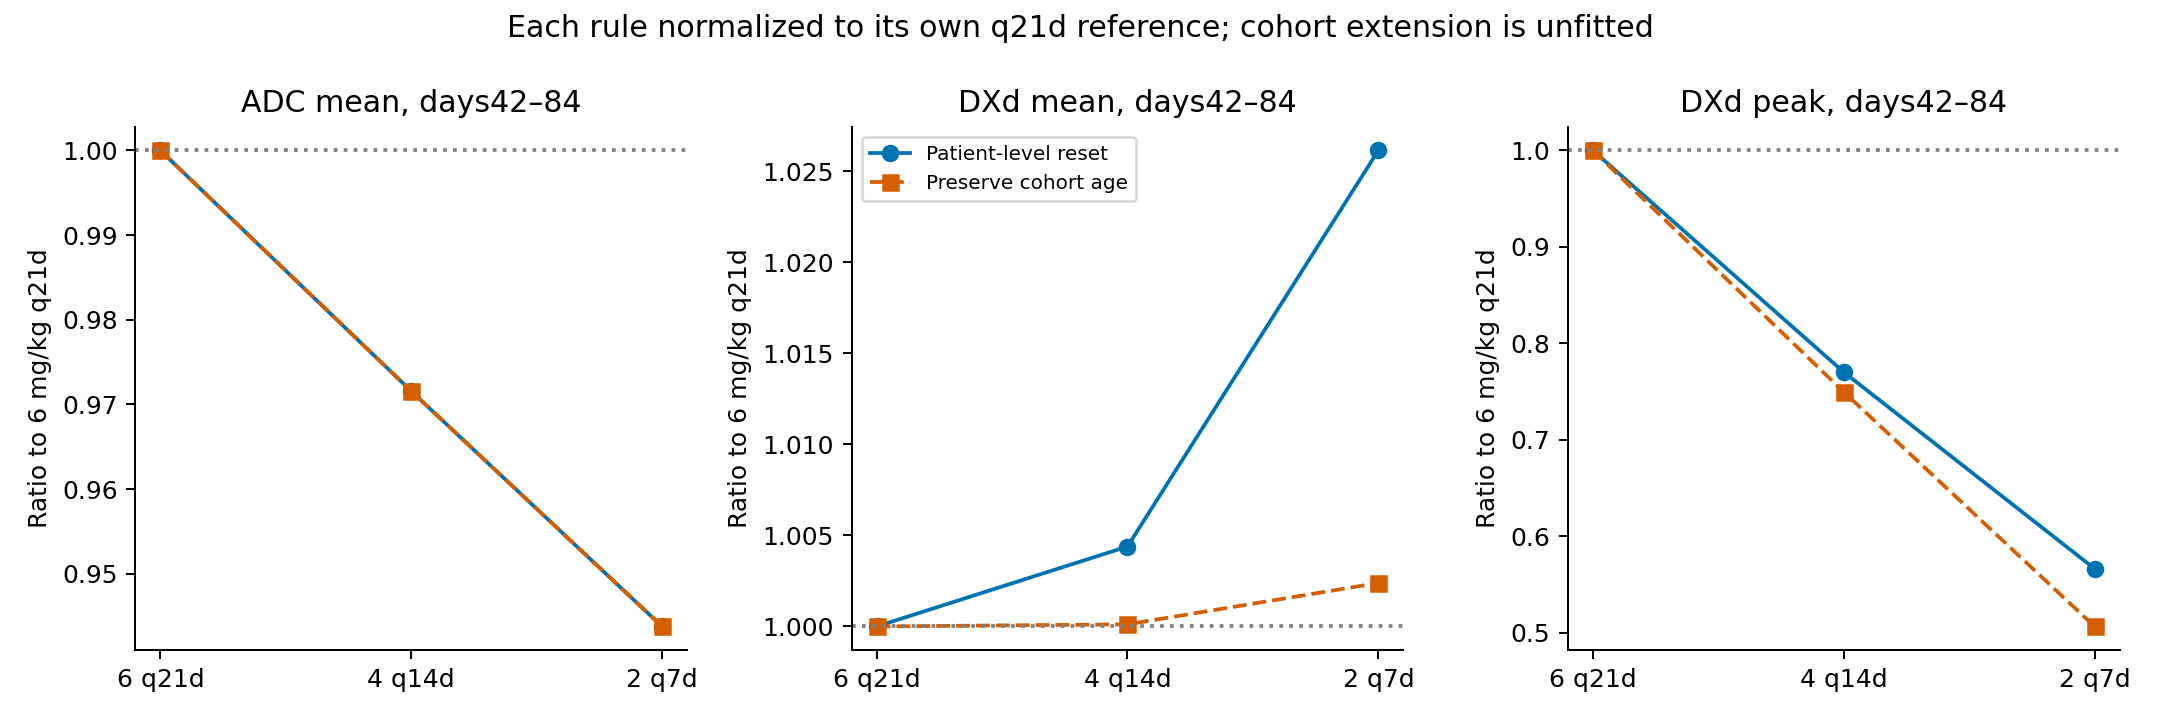 Each rule normalized to its own q21d reference; cohort extension is unfitted
ADC mean, days42–84
Ratio to 6 mg/kg q21d
1.00
0.99
0.98
0.97
0.96
0.95
6 q21d
4 q14d
2 q7d
DXd mean, days42–84
Patient-level reset
Preserve cohort age
Ratio to 6 mg/kg q21d
1.025
1.020
1.015
1.010
1.005
1.000
6 q21d
4 q14d
2 q7d
DXd peak, days42–84
Ratio to 6 mg/kg q21d
1.0
0.9
0.8
0.7
0.6
0.5
6 q21d
4 q14d
2 q7d